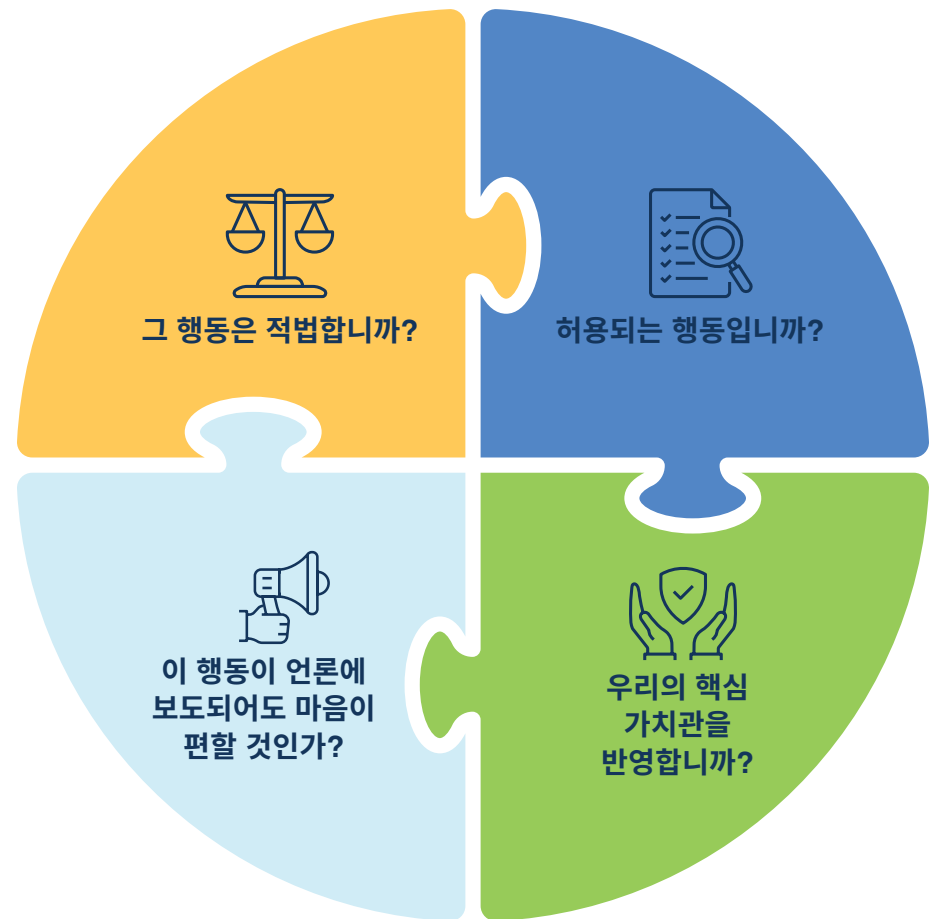 그 행동은 적법합니까?
허용되는 행동입니까?
이 행동이 언론에
보도되어도 마음이
편할 것인가?
우리의 핵심
가치관을
반영합니까?